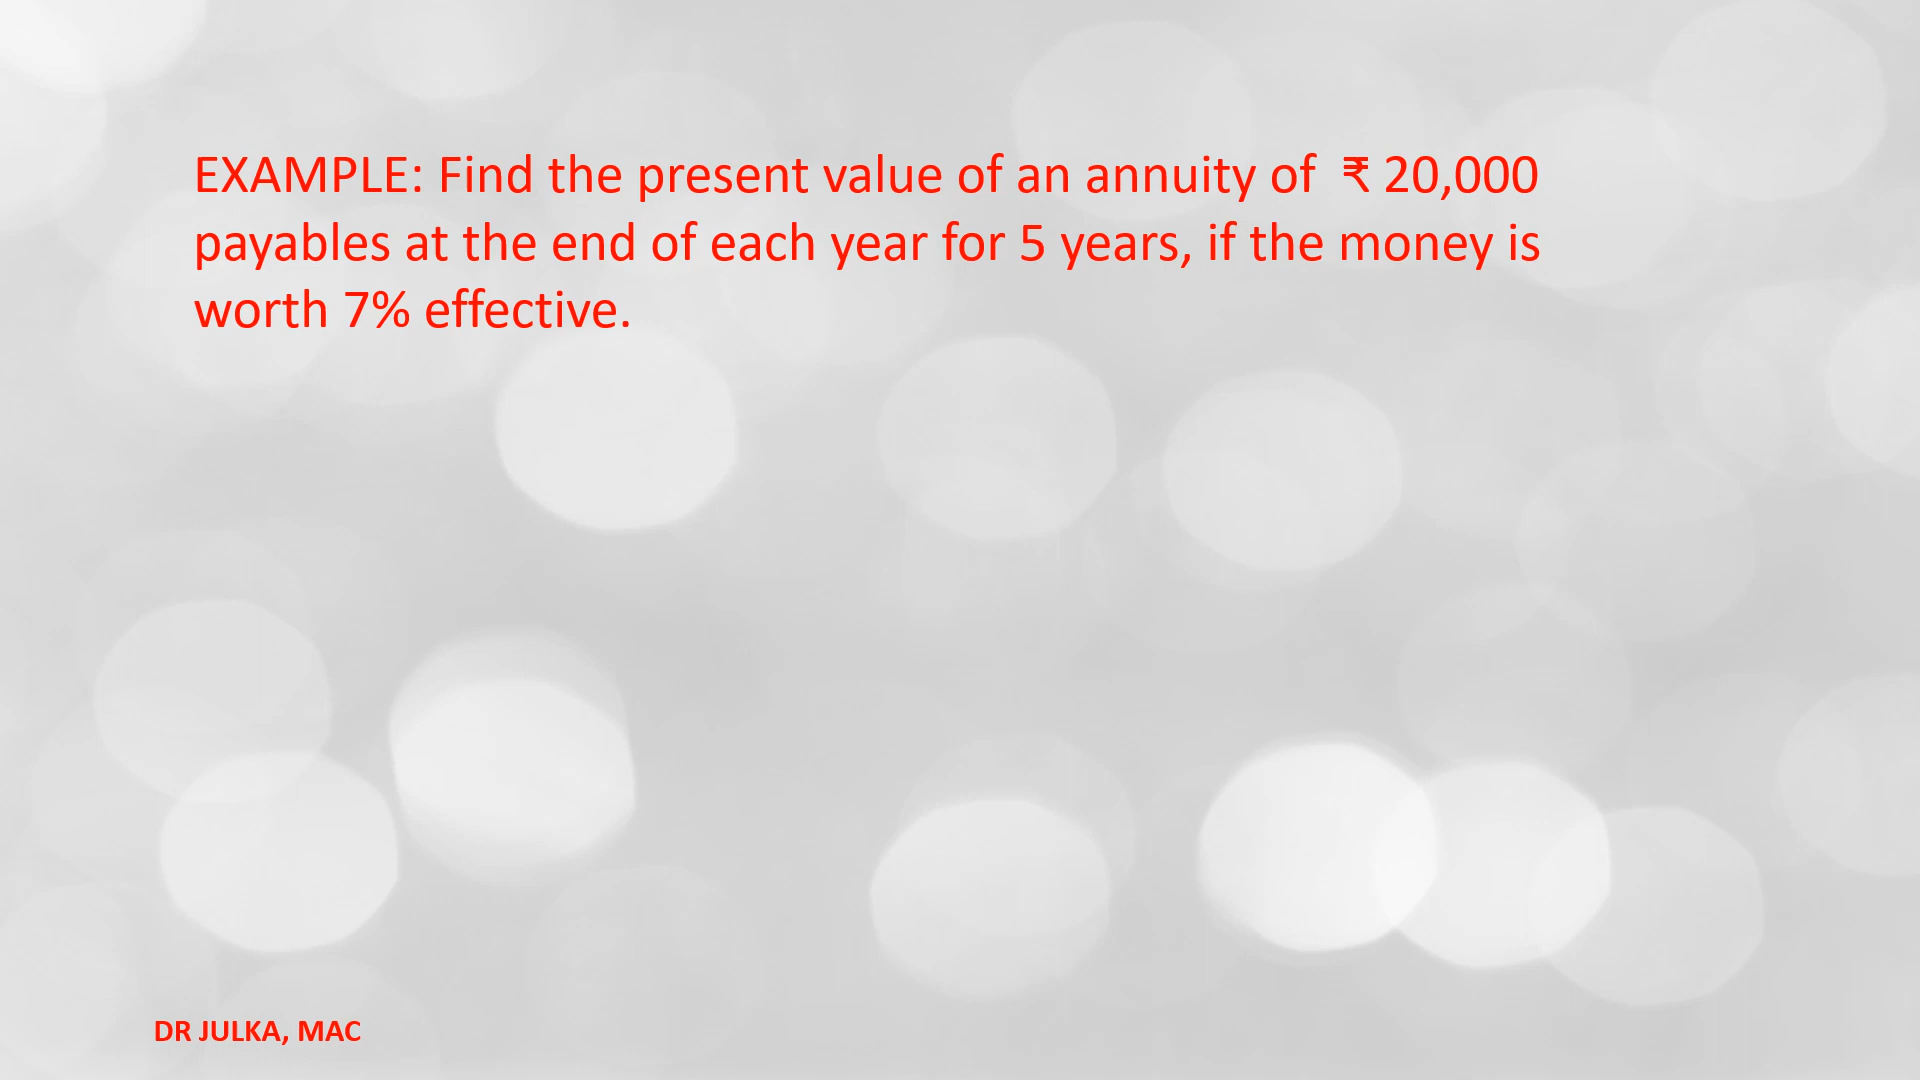 EXAMPLE: Find the present value of an annuity of ₹ 20,000
payables at the end of each year for 5 years, if the money is
worth 7% effective.
DR JULKA, MAC